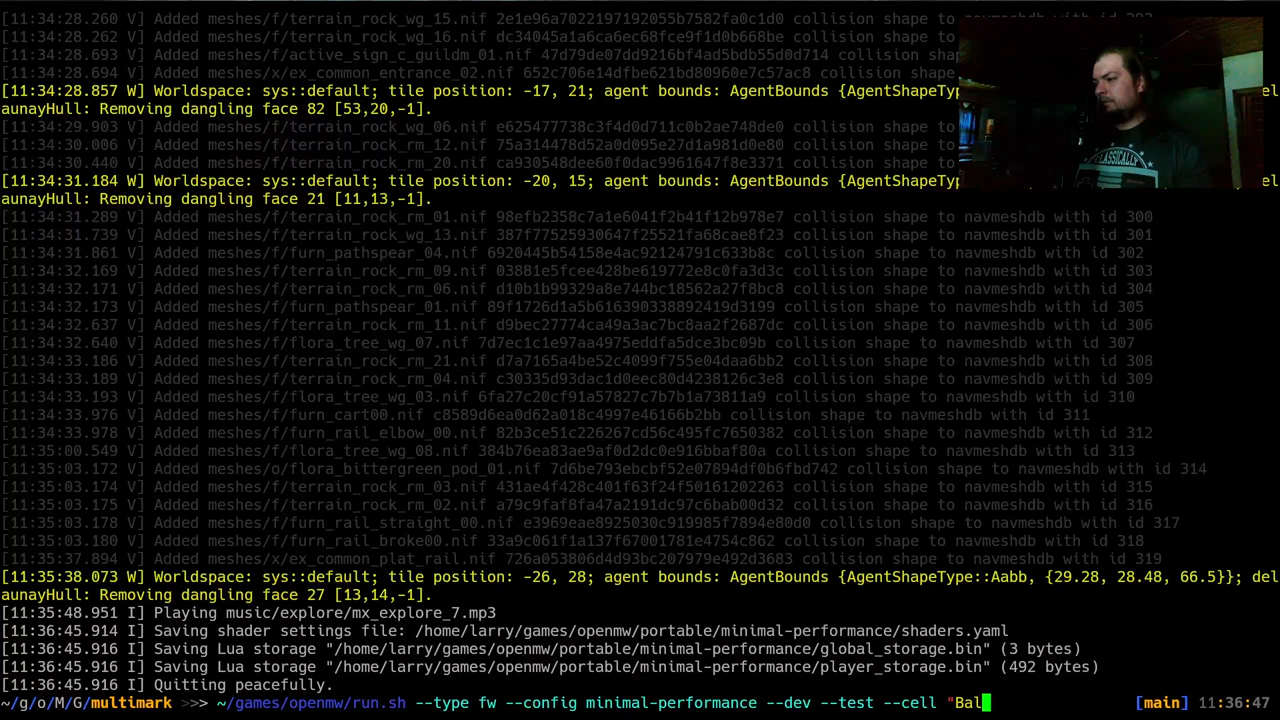 [11:34:28.260 V] Added meshes/f/terrain_rock_wg_15.nif 2e1e96a7022197192055b7582fa0c1d0 collision shape to navmeshdb with id
[11:34:28.262 V] Added meshes/f/terrain_rock_wg_16.nif dc34045a1a6ca6ec68fce9f1d0b668be collision
[11:34:28.693 V] Added meshes/f/active_sign_c_guildm_01.nif 47d79de07dd9216bf4ad5bdb55d0d714 collision sha
[11:34:28.694 V] Added meshes/x/ex_common_entrance_02.nif 652c706e14dfbe621bd80960e7c57ac8 collision shape
[11:34:28.857 W] Worldspace: sys::default; tile position: -17, 21; agent bounds: AgentBounds {AgentShapeTyp el
aunayHull: Removing dangling face 82 [53,20,-1].
[11:34:29.903 V] Added meshes/f/terrain_rock_wg_06.nif e625477738c3f4d0d711c0b2ae748de0 collision shape to
[11:34:30.006 V] Added meshes/f/terrain_rock_rm_12.nif 75a314478d52a0d095e27d1e981d0e80 collision shape to
[11:34:30.440 V] Added meshes/f/terrain_rock_rm_20.nif collision shape to
[11:34:31.184 W] Worldspace: sys::default; tile position: -20, 15; agent bounds: AgentBounds {AgentShapeTyp el
aunayHull: Removing dangling face 21 [11,13,-1].
[11:34:31.289 V] Added meshes/f/terrain_rock_rm_01.nif 98efb2358c7a1e6041f2b41f12b978e7 collision shape to navmeshdb with id 300
[11:34:31.739 V] Added meshes/f/terrain_rock_wg_13.nif 387f77525930647f25521fa68cae8f23 collision shape to navmeshdb with id 301
[11:34:31.861 V] Added meshes/f/furn_pathspear_04.nif 6920445b54158e4ac92124791c633b8c collision shape to navmeshdb with id 302
[11:34:32.169 V] Added meshes/f/terrain_rock_rm_09.nif 03881e5fcee428be619772e8c0fa3d3c collision shape to navmeshdb with id 303
[11:34:32.171 V] Added meshes/f/terrain_rock_rm_06.nif d10b1b99329a8e744bc18562a27f8bc8 collision shape to navmeshdb with id 304
[11:34:32.173 V] Added meshes/f/furn_pathspear_01.nif 89f1726d1a5b616390338892419d3199 collision shape to navmeshdb with id 305
[11:34:32.637 V] Added meshes/f/terrain_rock_rm_11.nif d9bec27774ca49a3ac7bc8aa2f2687dc collision shape to navmeshdb with id 306
[11:34:32.640 V] Added meshes/f/flora_tree_wg_07.nif 7d7ec1c1e97aa4975eddfa5dce3bc09b collision shape to navmeshdb with id 307
[11:34:33.186 V] Added meshes/f/terrain_rock_rm_21.nif d7a7165a4be52c4099f755e04daa6bb2 collision shape to navmeshdb with id 308
[11:34:33.189 V] Added meshes/f/terrain_rock_rm_04.nif c30335d93dac1d0eec80d4238126c3e8 collision shape to navmeshdb with id 309
[11:34:33.193 V] Added meshes/f/flora_tree_wg_03.nif 6fa27c20cf91a57827c7b7b1a73811a9 collision shape to navmeshdb with id 310
[11:34:33.976 V] Added meshes/f/furn_cart00.nif c8589d6ea0d62a018c4997e46166b2bb collision shape to navmeshdb with id 311
[11:34:33.978 V] Added meshes/f/furn_rail_elbow_00.nif 82b3ce51c226267cd56c495fc7650382 collision shape to navmeshdb with id 312
[11:35:00.549 V] Added meshes/f/flora_tree_wg_08.nif 384b76ea83ae9af0d2dc0e916bbaf80a collision shape to navmeshdb with id 313
[11:35:03.172 V] Added meshes/o/flora_bittergreen_pod_01.nif 7d6be793ebcbf52e07894df0b6fbd742 collision shape to navmeshdb with id 314
[11:35:03.174 V] Added meshes/f/terrain_rock_rm_03.nif 431ae4f428c401f63f24f50161202263 collision shape to navmeshdb with id 315
[11:35:03.175 V] Added meshes/f/terrain_rock_rm_02.nif a79c9faf8fa47a2191dc97c6bab00d32 collision shape to navmeshdb with id 316
[11:35:03.178 V] Added meshes/f/furn_rail_straight_00.nif e3969eae8925030c919985f7894e80d0 collision shape to navmeshdb with id 317
[11:35:03.180 V] Added meshes/f/furn_rail_broke00.nif 33a9c061f1a137f67001781e4754c862 collision shape to navmeshdb with id 318
[11:35:37.894 V] Added meshes/x/ex_common_plat_rail.nif 726a053806d4d93bc207979e492d3683 collision shape to navmeshdb with id 319
[11:35:38.073 W] Worldspace: sys::default; tile position: -26, 28; agent bounds: AgentBounds {AgentShapeType::Aabb, {29.28, 28.48, 66.5}}; del
aunayHull: Removing dangling face 27 [13,14,-1].
[11:35:48.951 I] Playing music/explore/mx_explore_7.mp3
[11:36:45.914 I] Saving shader settings file: /home/larry/games/openmw/portable/minimal-performance/shaders.yaml
[11:36:45.916 I] Saving Lua storage "/home/larry/games/openmw/portable/minimal-performance/global_storage.bin" (3 bytes)
[11:36:45.916 I] Saving Lua storage "/home/larry/games/openmw/portable/minimal-performance/player_storage.bin" (492 bytes)
[11:36:45.916 I] Quitting peacefully.
~/g/o/M/G/multimark >>> ~/games/openmw/run.sh --type fw --config minimal-performance --dev --test --cell "Bal [main] 11:36:47
CLASSICALLY